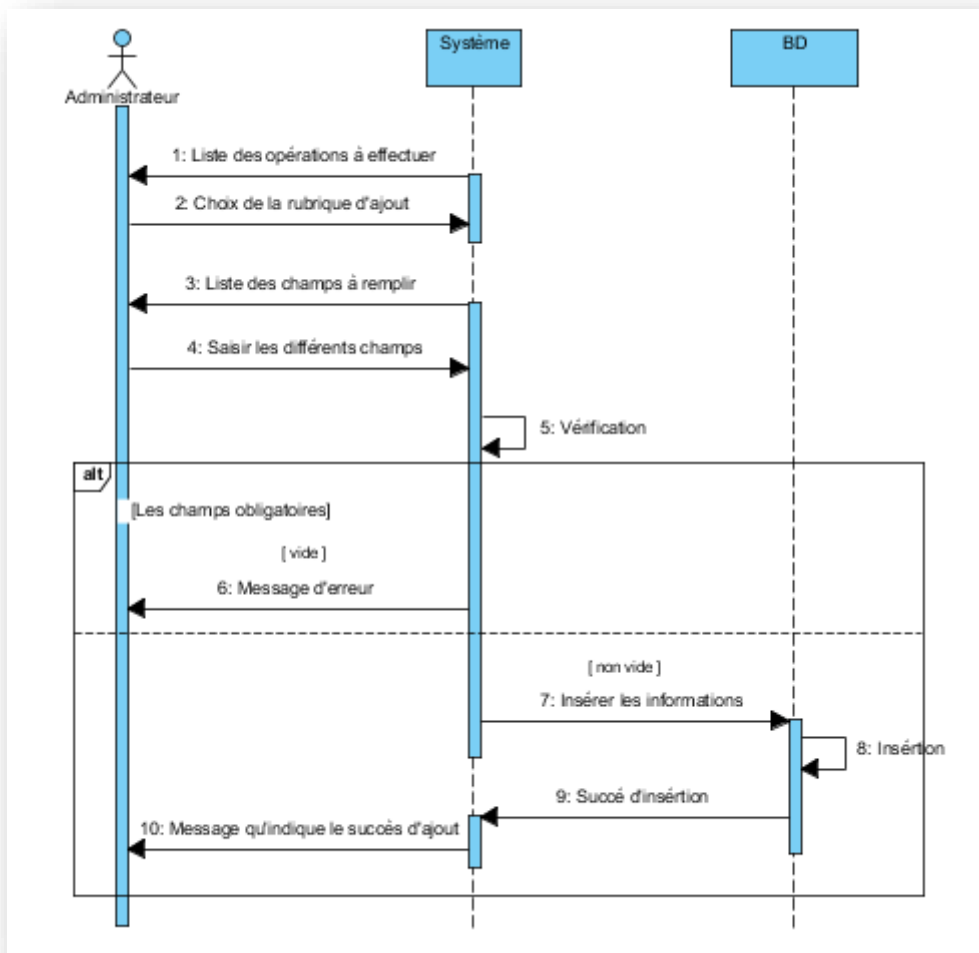 Système
BD
Administrateur
1: Liste des opérations à effectuer
2: Choix de la rubrique d'ajout
3: Liste des champs à remplir
4: Saisir les différents champs
5: Vérification
alt
[Les champs obligatoires]
[ vide ]
6: Message d'erreur
[ non vide ]
7: Insérer les informations
8: Insértion
9: Succé d'insértion
10: Message qu'indique le succès d'ajout